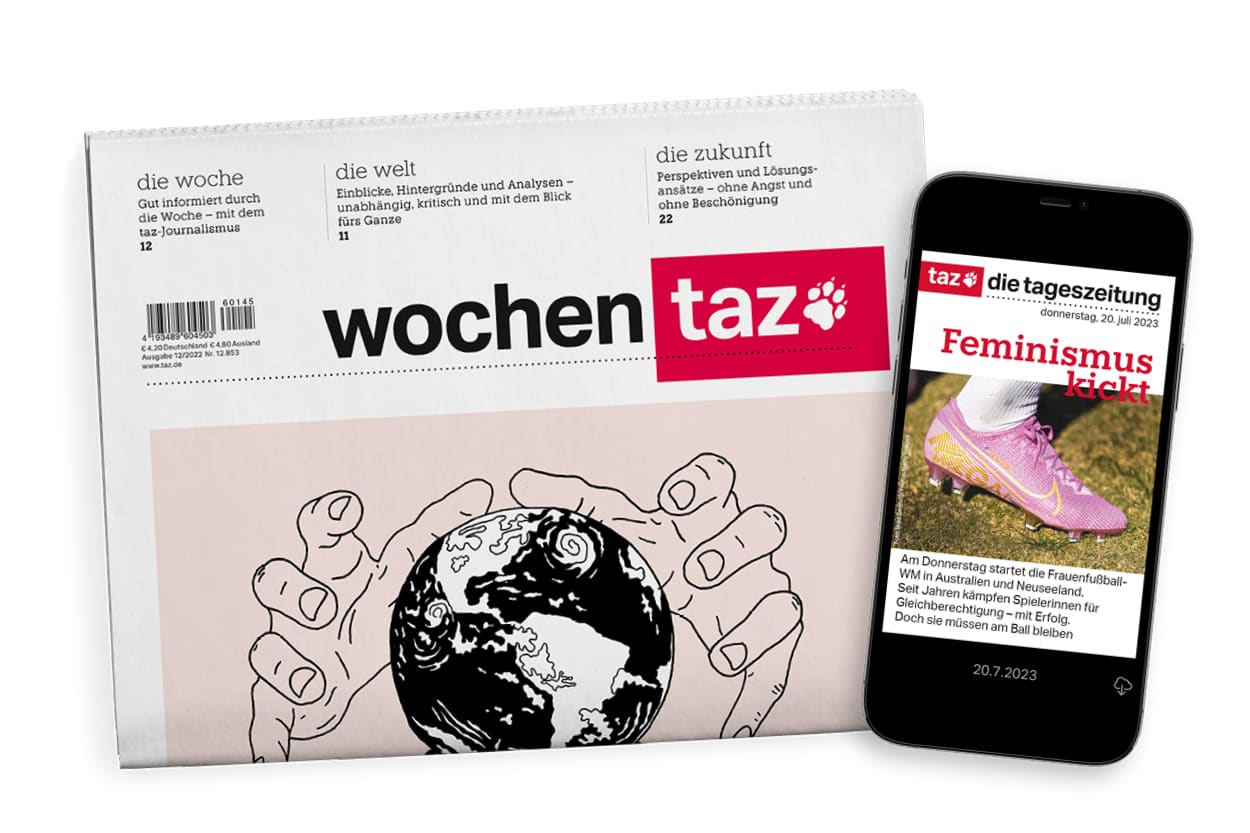 die woche
Gut informiert durch
die Woche – mit dem
taz-Journalismus
12
die welt
Einblicke, Hintergründe und Analysen –
unabhängig, kritisch und mit dem Blick
fürs Ganze
11
die zukunft
Perspektiven und Lösungs-
ansätze – ohne Angst und
ohne Beschönigung
22
60145
4 193489 604503
€ 4,20 Deutschland € 4,80 Ausland
Ausgabe 12/2022 Nr. 12.853
www.taz.de
wochentaz
taz die tageszeitung
donnerstag, 20. juli 2023
Feminismus
kickt
Am Donnerstag startet die Frauenfußball-
WM in Australien und Neuseeland.
Seit Jahren kämpfen Spielerinnen für
Gleichberechtigung – mit Erfolg.
Doch sie müssen am Ball bleiben
20.7.2023